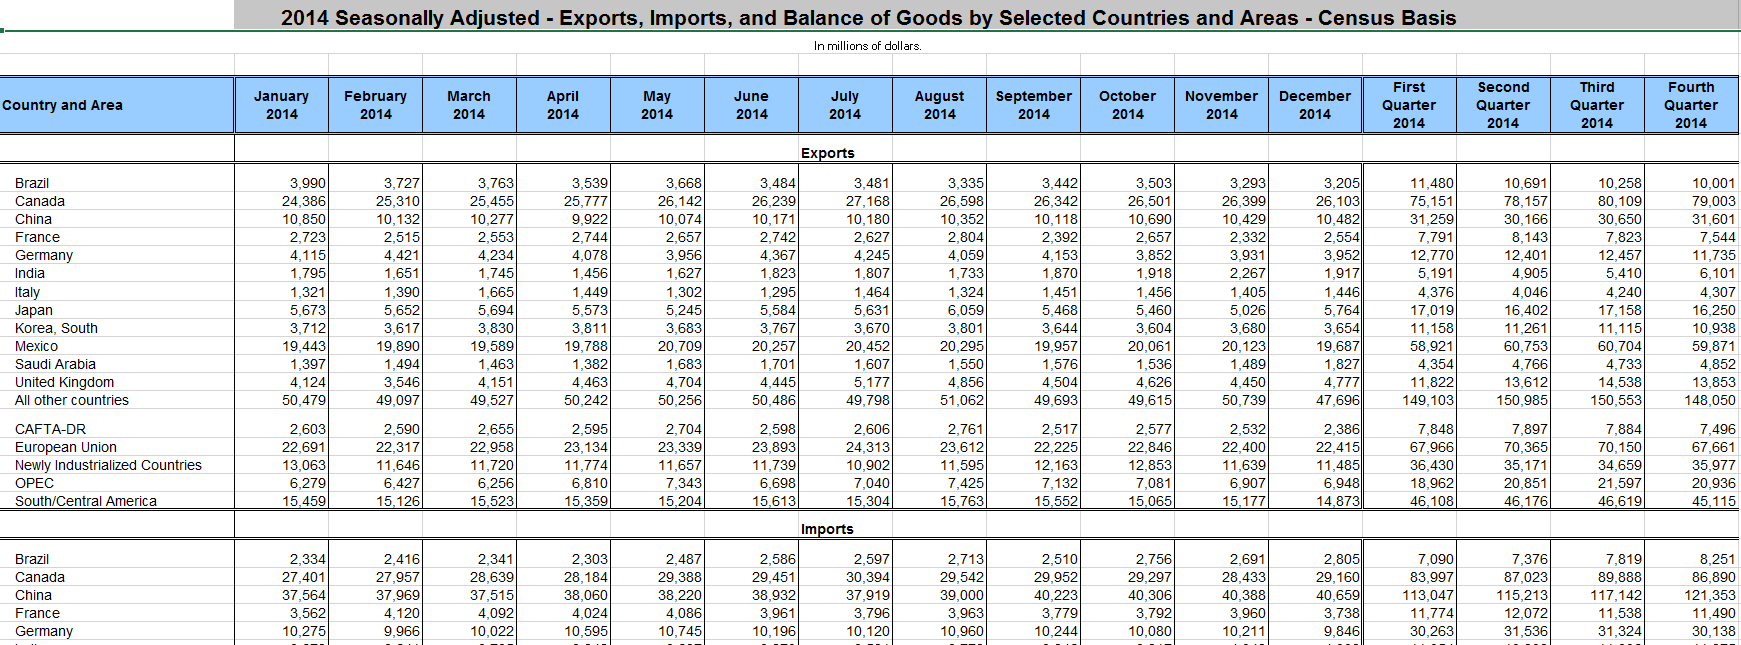 2014 Seasonally Adjusted - Exports, Imports, and Balance of Goods by Selected Countries and Areas - Census Basis
In millions of dollars.
Country and Area January 2014 February 2014 March 2014 April 2014 May 2014 June 2014 July 2014 August 2014 September 2014 October 2014 November 2014 December 2014 First Quarter 2014 Second Quarter 2014 Third Quarter 2014 Fourth Quarter 2014
Exports
Brazil 3,990 3,727 3,763 3,539 3,668 3,484 3,481 3,335 3,442 3,503 3,293 3,205 11,480 10,691 10,258 10,001
Canada 24,386 25,310 25,455 25,777 26,142 26,239 27,168 26,598 26,342 26,501 26,399 26,103 75,151 78,157 80,109 79,003
China 10,850 10,132 10,277 9,922 10,074 10,171 10,180 10,352 10,118 10,690 10,429 10,482 31,259 30,166 30,650 31,601
France 2,723 2,515 2,553 2,744 2,657 2,742 2,627 2,804 2,392 2,657 2,332 2,554 7,791 8,143 7,823 7,544
Germany 4,115 4,421 4,234 4,078 3,956 4,367 4,245 4,059 4,153 3,852 3,931 3,952 12,770 12,401 12,457 11,735
India 1,795 1,651 1,745 1,456 1,627 1,823 1,807 1,733 1,870 1,918 2,267 1,917 5,191 4,905 5,410 6,101
Italy 1,321 1,390 1,665 1,449 1,302 1,295 1,464 1,324 1,451 1,456 1,405 1,446 4,376 4,046 4,240 4,307
Japan 5,673 5,652 5,694 5,573 5,245 5,584 5,631 6,059 5,468 5,460 5,026 5,764 17,019 16,402 17,158 16,250
Korea, South 3,712 3,617 3,830 3,811 3,683 3,767 3,670 3,801 3,644 3,604 3,680 3,654 11,158 11,261 11,115 10,938
Mexico 19,443 19,890 19,589 19,788 20,709 20,257 20,452 20,295 19,957 20,061 20,123 19,687 58,921 60,753 60,704 59,871
Saudi Arabia 1,397 1,494 1,463 1,382 1,683 1,701 1,607 1,550 1,576 1,536 1,489 1,827 4,354 4,766 4,733 4,852
United Kingdom 4,124 3,546 4,151 4,463 4,704 4,445 5,177 4,856 4,504 4,626 4,450 4,777 11,822 13,612 14,538 13,853
All other countries 50,479 49,097 49,527 50,242 50,256 50,486 49,798 51,062 49,693 49,615 50,739 47,696 149,103 150,985 150,553 148,050
CAFTA-DR 2,603 2,590 2,655 2,595 2,704 2,598 2,606 2,761 2,517 2,577 2,532 2,386 7,848 7,897 7,884 7,496
European Union 22,691 22,317 22,958 23,134 23,339 23,893 24,313 23,612 22,225 22,846 22,400 22,415 67,966 70,365 70,150 67,661
Newly Industrialized Countries 13,063 11,646 11,720 11,774 11,657 11,739 10,902 11,595 12,163 12,853 11,639 11,485 36,430 35,171 34,659 35,977
OPEC 6,279 6,427 6,256 6,810 7,343 6,698 7,040 7,425 7,132 7,081 6,907 6,948 18,962 20,851 21,597 20,936
South/Central America 15,459 15,126 15,523 15,359 15,204 15,613 15,304 15,763 15,552 15,065 15,177 14,873 46,108 46,176 46,619 45,115
Imports
Brazil 2,334 2,416 2,341 2,303 2,487 2,586 2,597 2,713 2,510 2,756 2,691 2,805 7,090 7,376 7,819 8,251
Canada 27,401 27,957 28,639 28,184 29,388 29,451 30,394 29,542 29,952 29,297 28,433 29,160 83,997 87,023 89,888 86,890
China 37,564 37,969 37,515 38,060 38,220 38,932 37,919 39,000 40,223 40,306 40,388 40,659 113,047 115,213 117,142 121,353
France 3,562 4,120 4,092 4,024 4,086 3,961 3,796 3,963 3,779 3,792 3,960 3,738 11,774 12,072 11,538 11,490
Germany 10,275 9,966 10,022 10,595 10,745 10,196 10,120 10,960 10,244 10,080 10,211 9,846 30,263 31,536 31,324 30,138